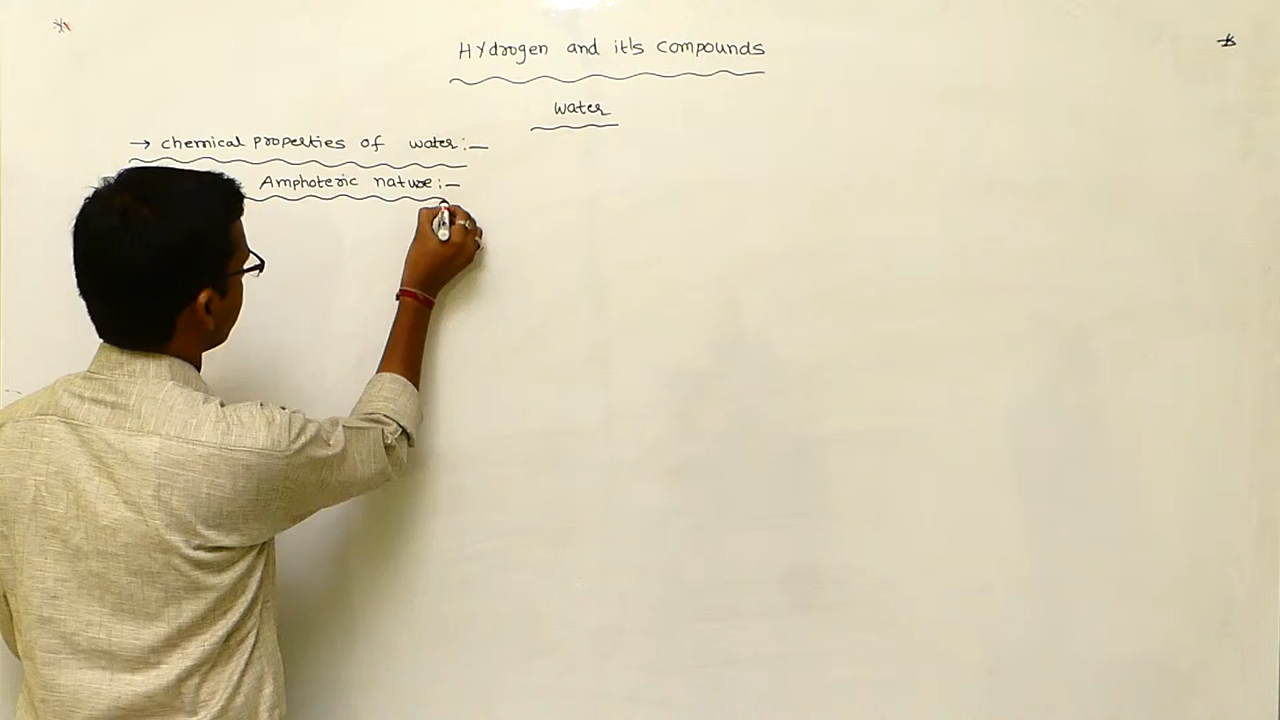 Hydrogen and it's compounds
water
→ chemical properties of water:—
Amphoteric nature:—